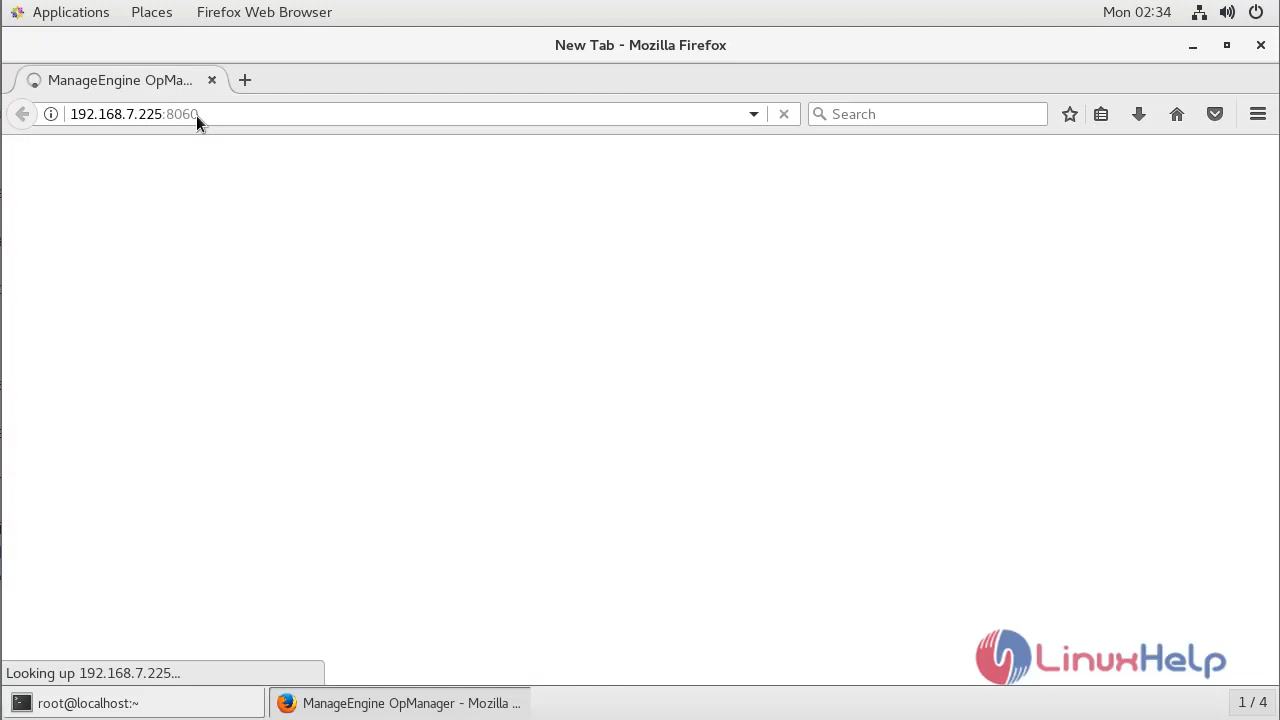 Applications Places Firefox Web Browser Mon 02:34
New Tab - Mozilla Firefox
ManageEngine OpMa...
192.168.7.225:8060 Search
LinuxHelp
Looking up 192.168.7.225...
root@localhost:~ ManageEngine OpManager - Mozilla ... 1 / 4